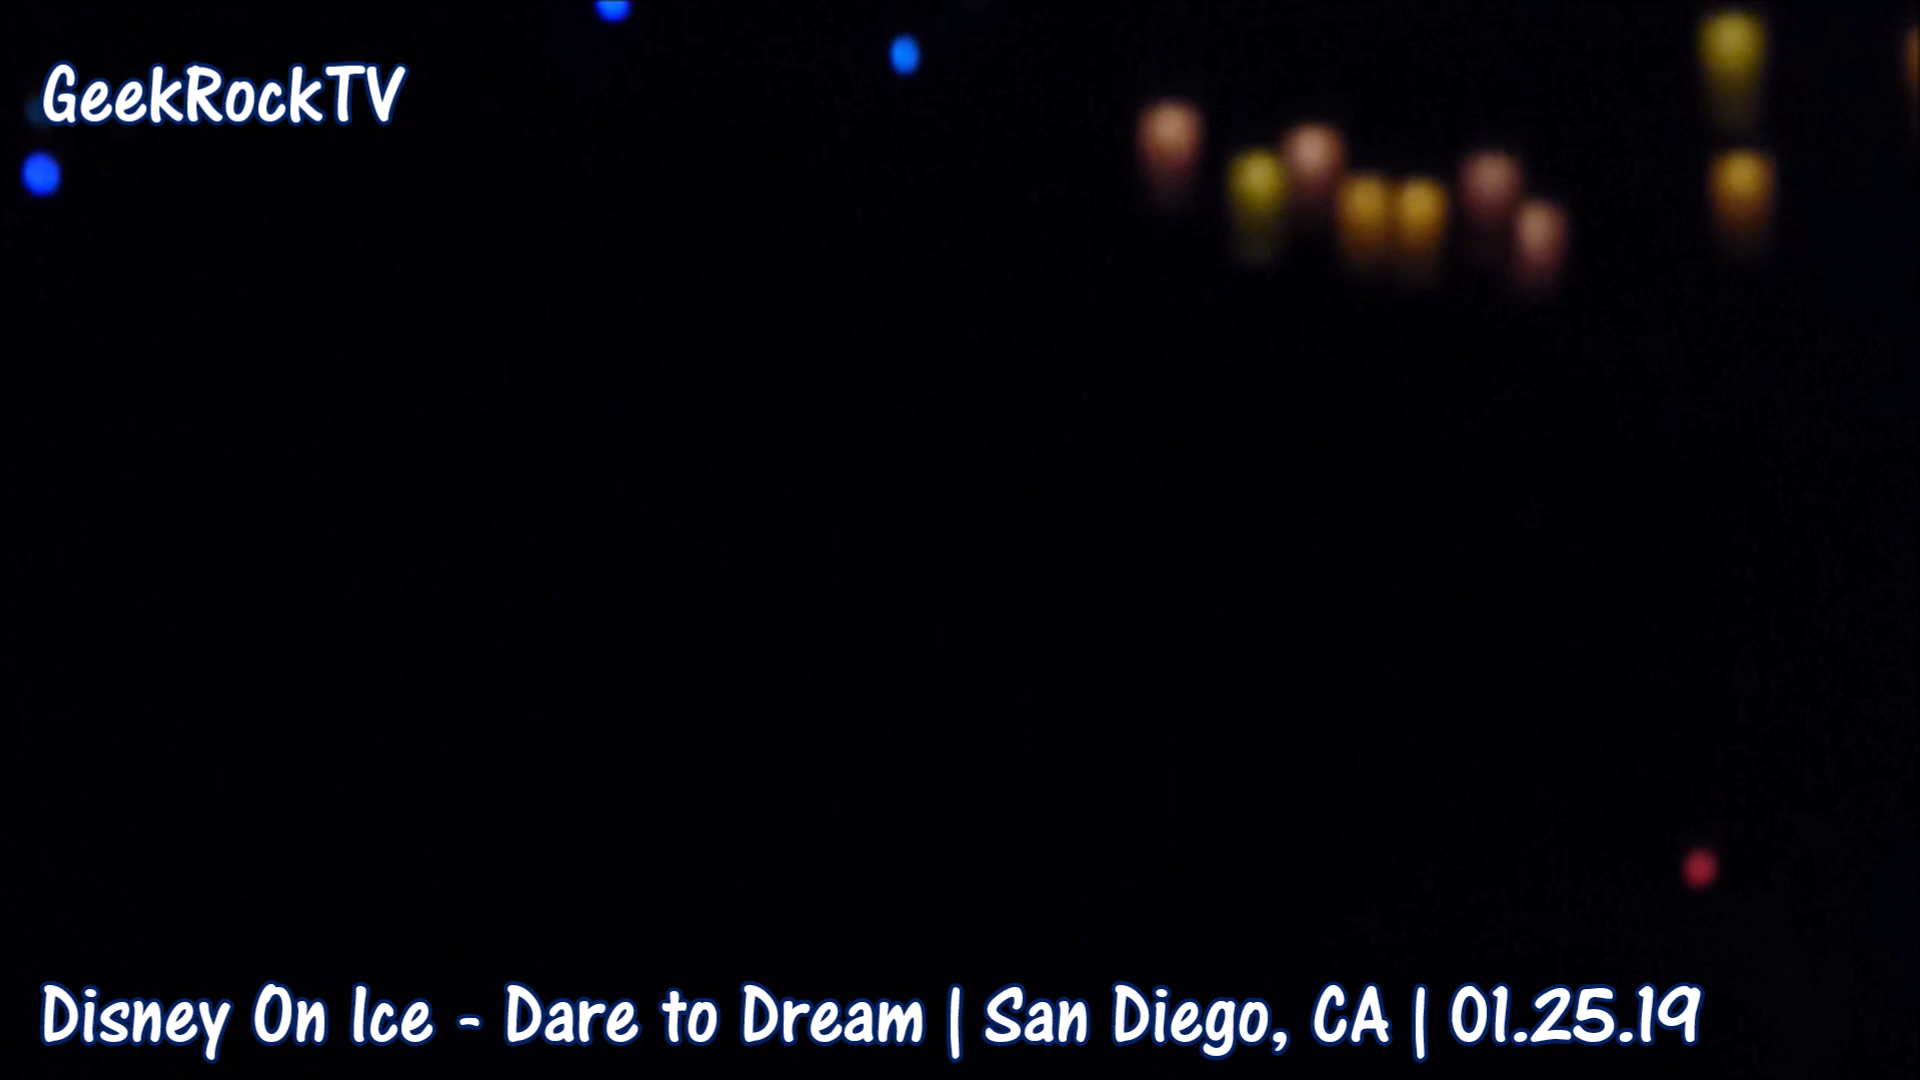 GeekRockTV
Disney On Ice - Dare to Dream | San Diego, CA | 01.25.19